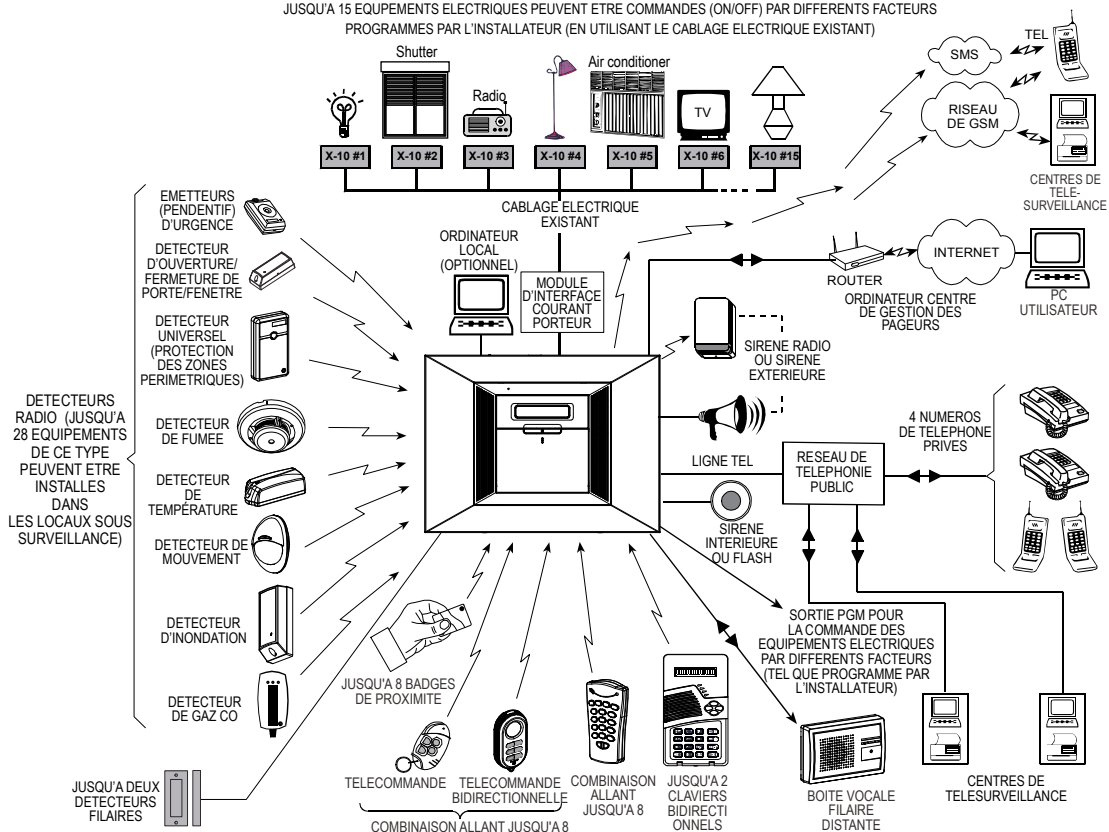 JUSQU'A 15 EQUPEMENTS ELECTRIQUES PEUVENT ETRE COMMANDES (ON/OFF) PAR DIFFERENTS FACTEURS
PROGRAMMES PAR L'INSTALLATEUR (EN UTILISANT LE CABLAGE ELECTRIQUE EXISTANT)
Shutter
Radio
Air conditioner
TV
X-10 #1
X-10 #2
X-10 #3
X-10 #4
X-10 #5
X-10 #6
X-10 #15
CABLAGE ELECTRIQUE
EXISTANT
SMS
TEL
RISEAU
DE GSM
CENTRES DE
TELE-
SURVEILLANCE
INTERNET
ROUTER
ORDINATEUR CENTRE
DE GESTION DES
PAGEURS
PC
UTILISATEUR
ORDINATEUR
LOCAL
(OPTIONNEL)
MODULE
D'INTERFACE
COURANT
PORTEUR
DETECTEURS
RADIO (JUSQU'A
28 EQUIPEMENTS
DE CE TYPE
PEUVENT ETRE
INSTALLES
DANS
LES LOCAUX SOUS
SURVEILLANCE)
EMETTEURS
(PENDENTIF)
D'URGENCE
DETECTEUR
D'OUVERTURE/
FERMETURE DE
PORTE/FENETRE
DETECTEUR
UNIVERSEL
(PROTECTION
DES ZONES
PERIMETRIQUES)
DETECTEUR
DE FUMEE
DETECTEUR
DE
TEMPÉRATURE
DETECTEUR DE
MOUVEMENT
DETECTEUR
D'INONDATION
DETECTEUR
DE GAZ CO
JUSQU'A DEUX
DETECTEURS
FILAIRES
SIRENE RADIO
OU SIRENE
EXTERIEURE
LIGNE TEL
RESEAU DE
TELEPHONIE
PUBLIC
4 NUMEROS
DE TELEPHONE
PRIVES
SIRENE
INTERIEURE
OU FLASH
SORTIE PGM POUR
LA COMMANDE DES
EQUIPEMENTS ELECTRIQUES
PAR DIFFERENTS FACTEURS
(TEL QUE PROGRAMME PAR
L'INSTALLATEUR)
JUSQU'A 8 BADGES
DE PROXIMITE
TELECOMMANDE
TELECOMMANDE
BIDIRECTIONNELLE
COMBINAISON ALLANT JUSQU'A 8
COMBINAISON
ALLANT
JUSQU'A 8
JUSQU'A 2
CLAVIERS
BIDIRECTI
ONNELS
BOITE VOCALE
FILAIRE
DISTANTE
CENTRES DE
TELESURVEILLANCE